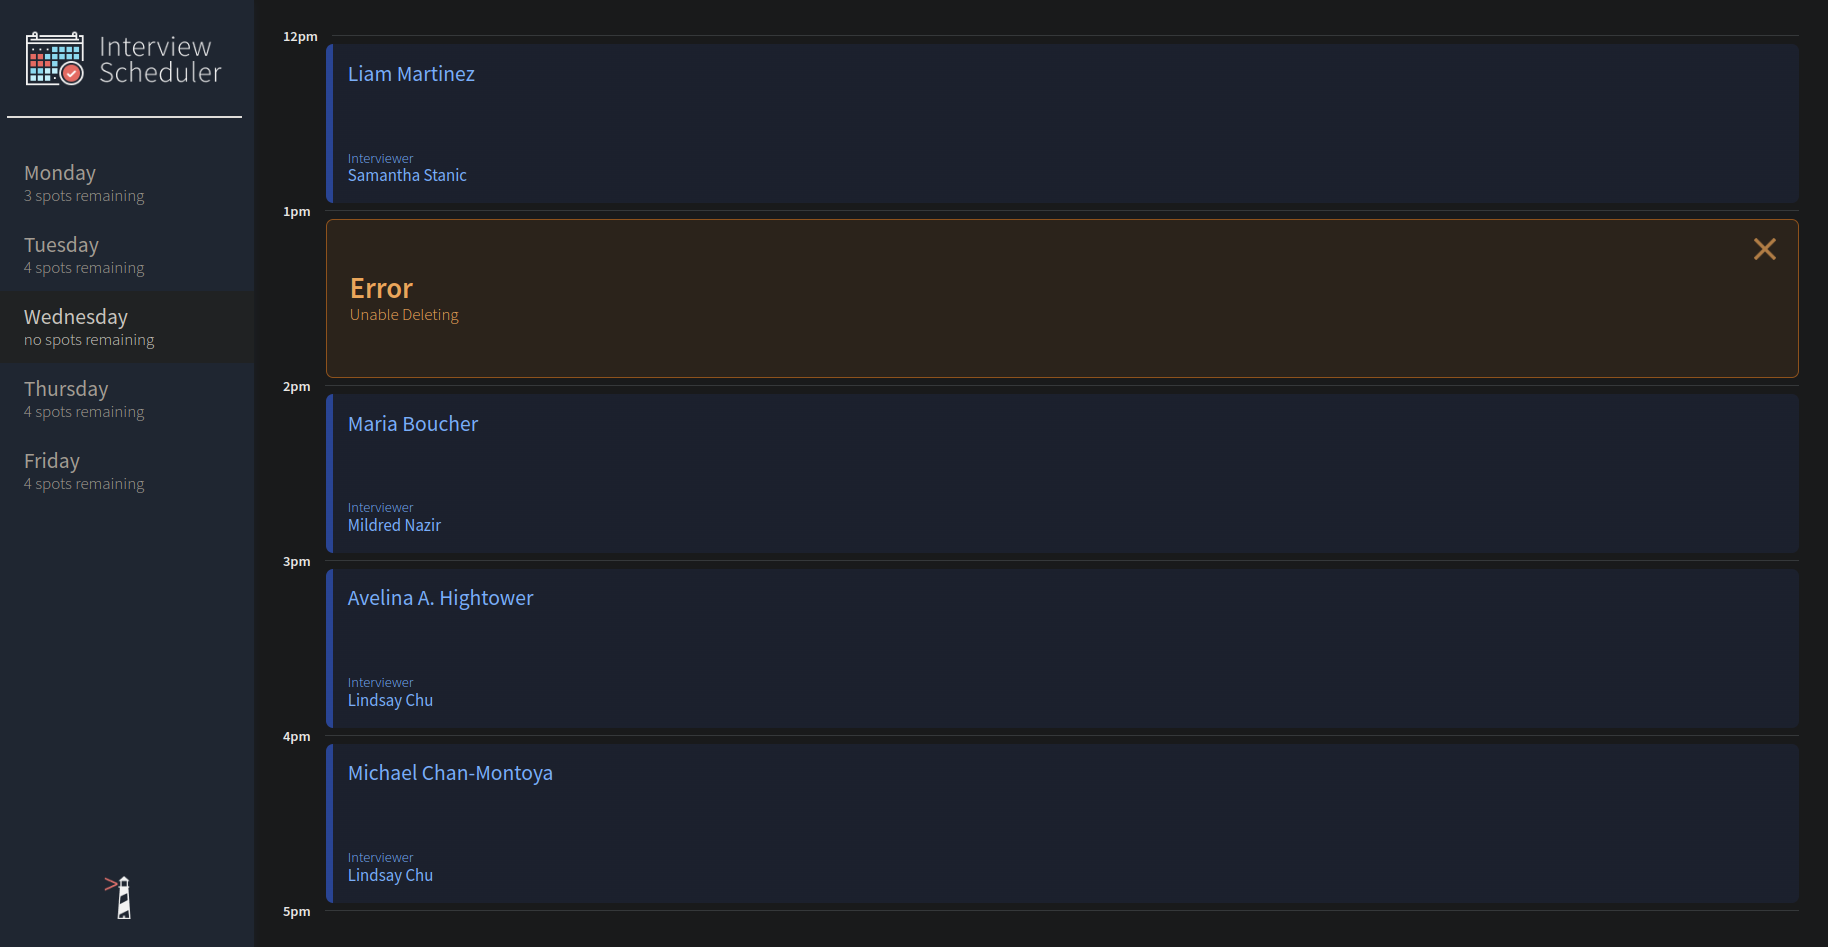 Interview
Scheduler
Monday
3 spots remaining
Tuesday
4 spots remaining
Wednesday
no spots remaining
Thursday
4 spots remaining
Friday
4 spots remaining
12pm
Liam Martinez
Interviewer
Samantha Stanic
1pm
Error
Unable Deleting
2pm
Maria Boucher
Interviewer
Mildred Nazir
3pm
Avelina A. Hightower
Interviewer
Lindsay Chu
4pm
Michael Chan-Montoya
Interviewer
Lindsay Chu
5pm